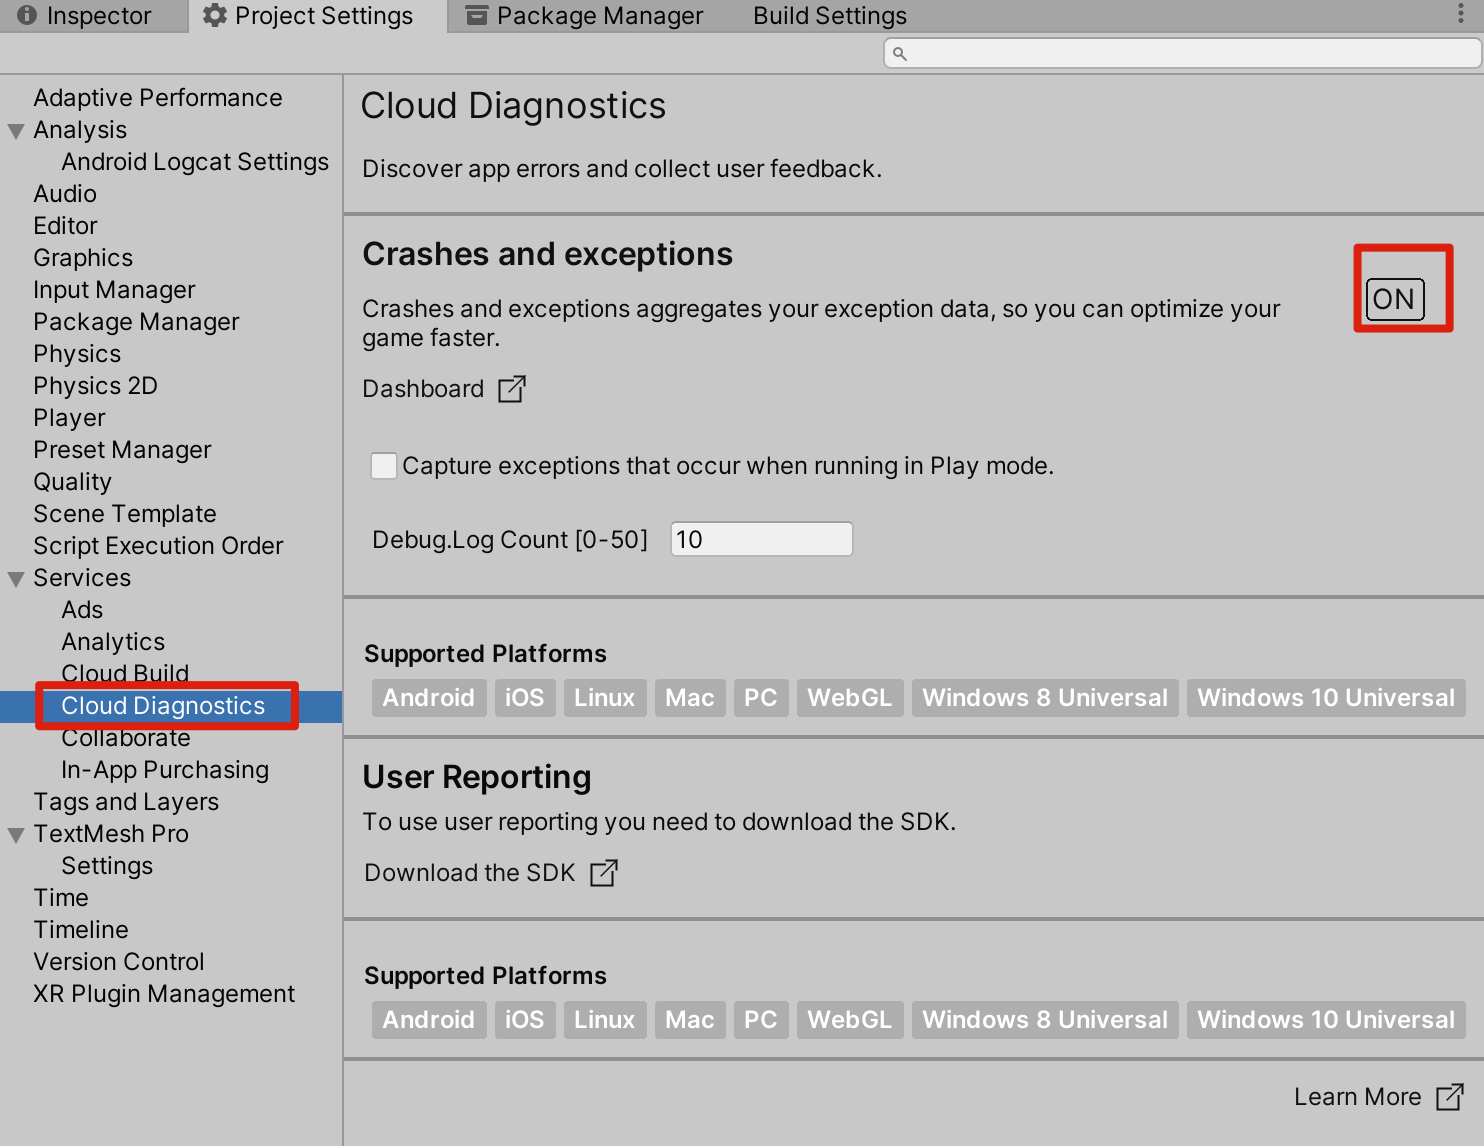 Inspector
Project Settings
Package Manager
Build Settings
Adaptive Performance
Analysis
Android Logcat Settings
Audio
Editor
Graphics
Input Manager
Package Manager
Physics
Physics 2D
Player
Preset Manager
Quality
Scene Template
Script Execution Order
Services
Ads
Analytics
Cloud Build
Cloud Diagnostics
Collaborate
In-App Purchasing
Tags and Layers
TextMesh Pro
Settings
Time
Timeline
Version Control
XR Plugin Management
Cloud Diagnostics
Discover app errors and collect user feedback.
Crashes and exceptions
ON
Crashes and exceptions aggregates your exception data, so you can optimize your
game faster.
Dashboard
Capture exceptions that occur when running in Play mode.
Debug.Log Count [0-50] 10
Supported Platforms
Android iOS Linux Mac PC WebGL Windows 8 Universal Windows 10 Universal
User Reporting
To use user reporting you need to download the SDK.
Download the SDK
Supported Platforms
Android iOS Linux Mac PC WebGL Windows 8 Universal Windows 10 Universal
Learn More